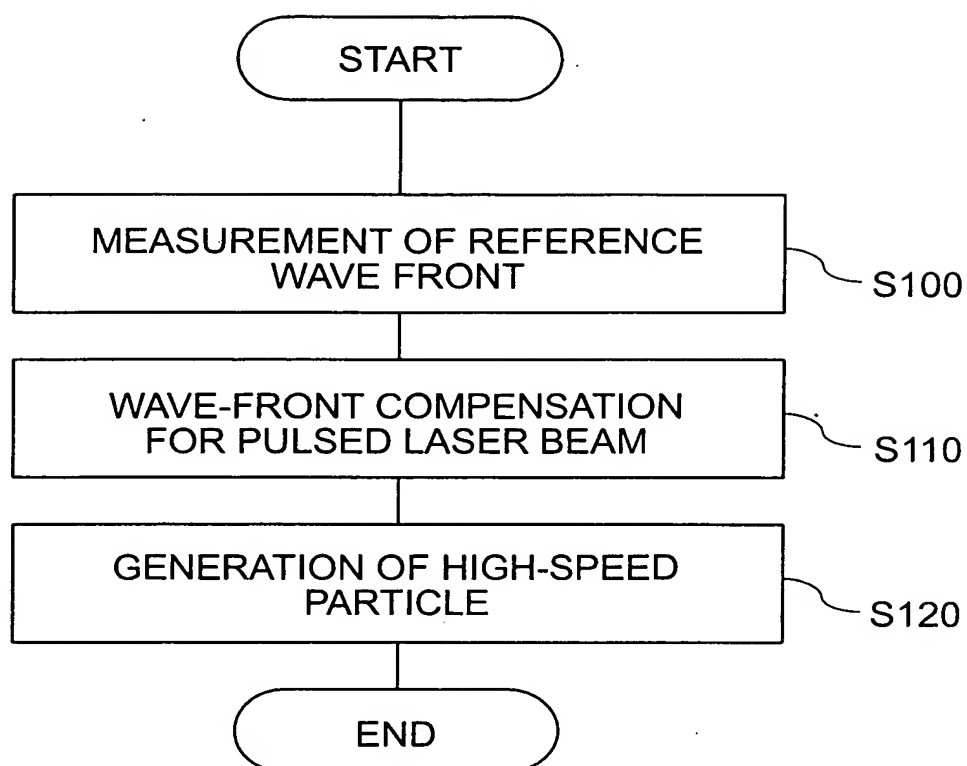 START
MEASUREMENT OF REFERENCE
WAVE FRONT
S100
WAVE-FRONT COMPENSATION
FOR PULSED LASER BEAM
S110
GENERATION OF HIGH-SPEED
PARTICLE
S120
END